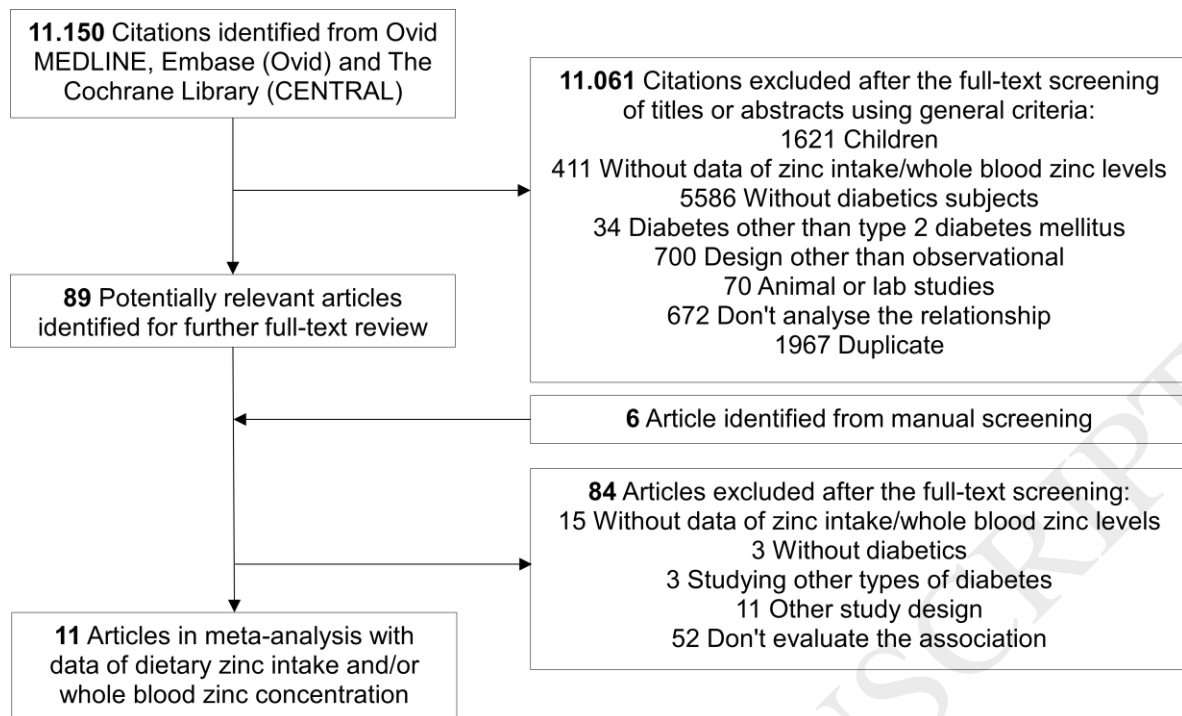 11.150 Citations identified from Ovid
MEDLINE, Embase (Ovid) and The
Cochrane Library (CENTRAL)
11.061 Citations excluded after the full-text screening
of titles or abstracts using general criteria:
1621 Children
411 Without data of zinc intake/whole blood zinc levels
5586 Without diabetics subjects
34 Diabetes other than type 2 diabetes mellitus
700 Design other than observational
70 Animal or lab studies
672 Don't analyse the relationship
1967 Duplicate
89 Potentially relevant articles
identified for further full-text review
6 Article identified from manual screening
84 Articles excluded after the full-text screening:
15 Without data of zinc intake/whole blood zinc levels
3 Without diabetics
3 Studying other types of diabetes
11 Other study design
52 Don't evaluate the association
11 Articles in meta-analysis with
data of dietary zinc intake and/or
whole blood zinc concentration
NUSCRIPT